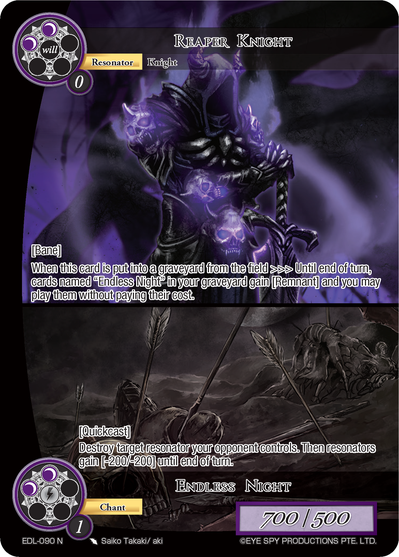 Reaper Knight
will
Resonator Knight
0
[Bane]
When this card is put into a graveyard from the field >>> Until end of turn,
cards named "Endless Night" in your graveyard gain [Remnant] and you may
play them without paying their cost.
[Quickcast]
Destroy target resonator your opponent controls. Then resonators
gain [-200/-200] until end of turn.
Endless Night
Chant
1
700/500
EDL-090 N Saiko Takaki/ aki ©EYE SPY PRODUCTIONS PTE. LTD.